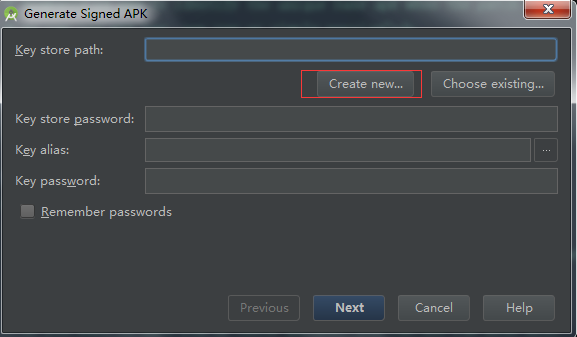 Generate Signed APK
Key store path:
Create new... Choose existing...
Key store password:
Key alias:
...
Key password:
Remember passwords
Previous Next Cancel Help